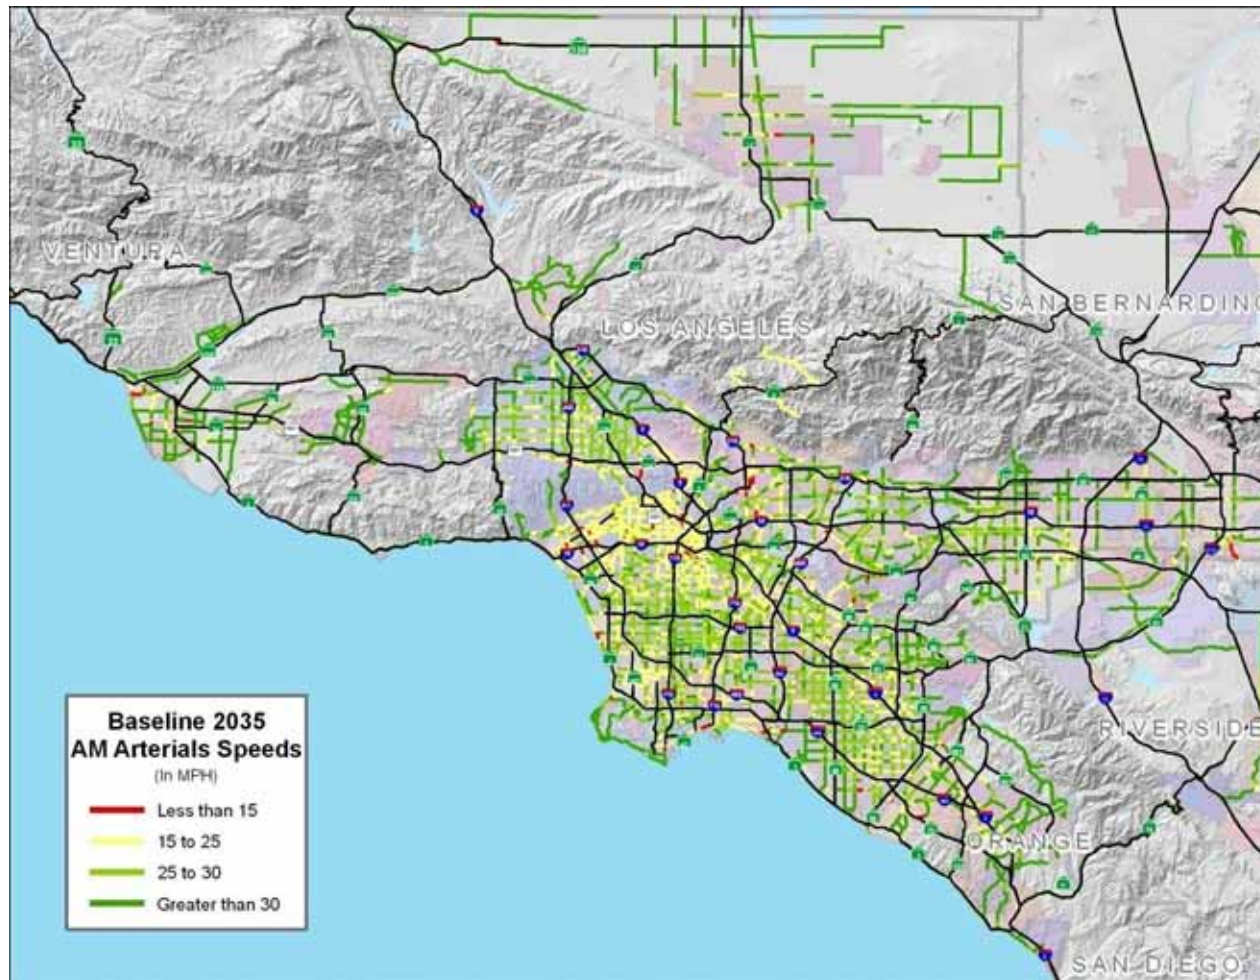 VENTURA
SAN BERNARDIN
LOS ANGELES
RIVERSIDE
ORANGE
SAN DIEGO
Baseline 2035
AM Arterials Speeds
(In MPH)
Less than 15
15 to 25
25 to 30
Greater than 30